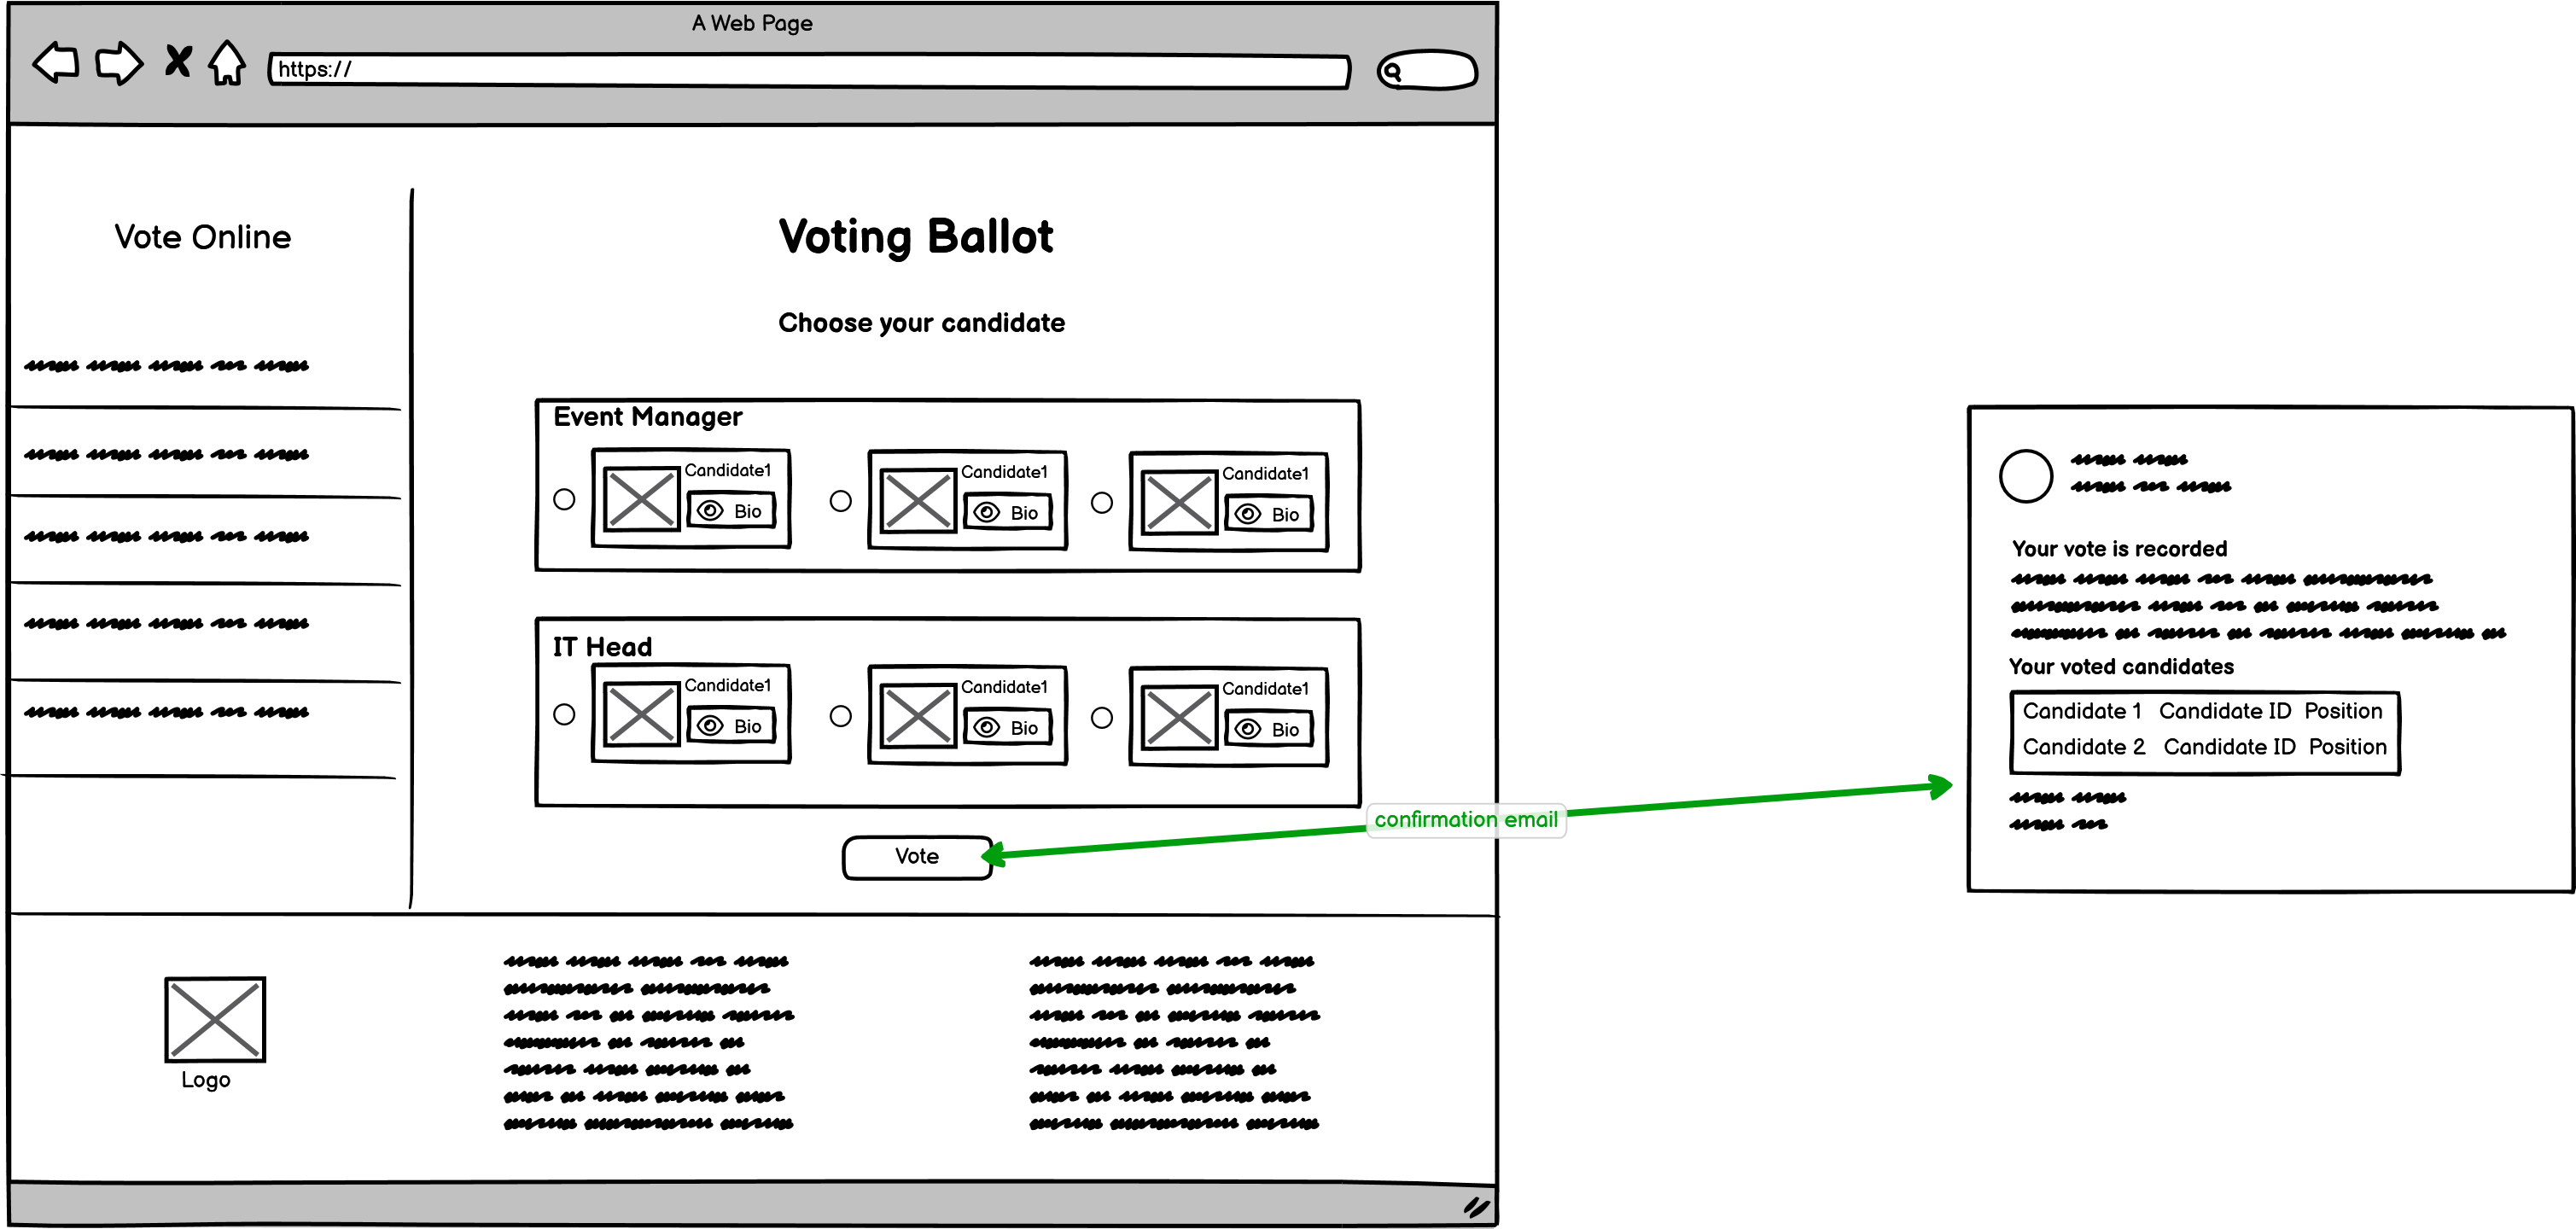 A Web Page
https://
Vote Online
Voting Ballot
Choose your candidate
Event Manager
Candidate1
Bio
Candidate1
Bio
Candidate1
Bio
IT Head
Candidate1
Bio
Candidate1
Bio
Candidate1
Bio
Vote
confirmation email
Your vote is recorded
Your voted candidates
Candidate 1 Candidate ID Position
Candidate 2 Candidate ID Position
Logo